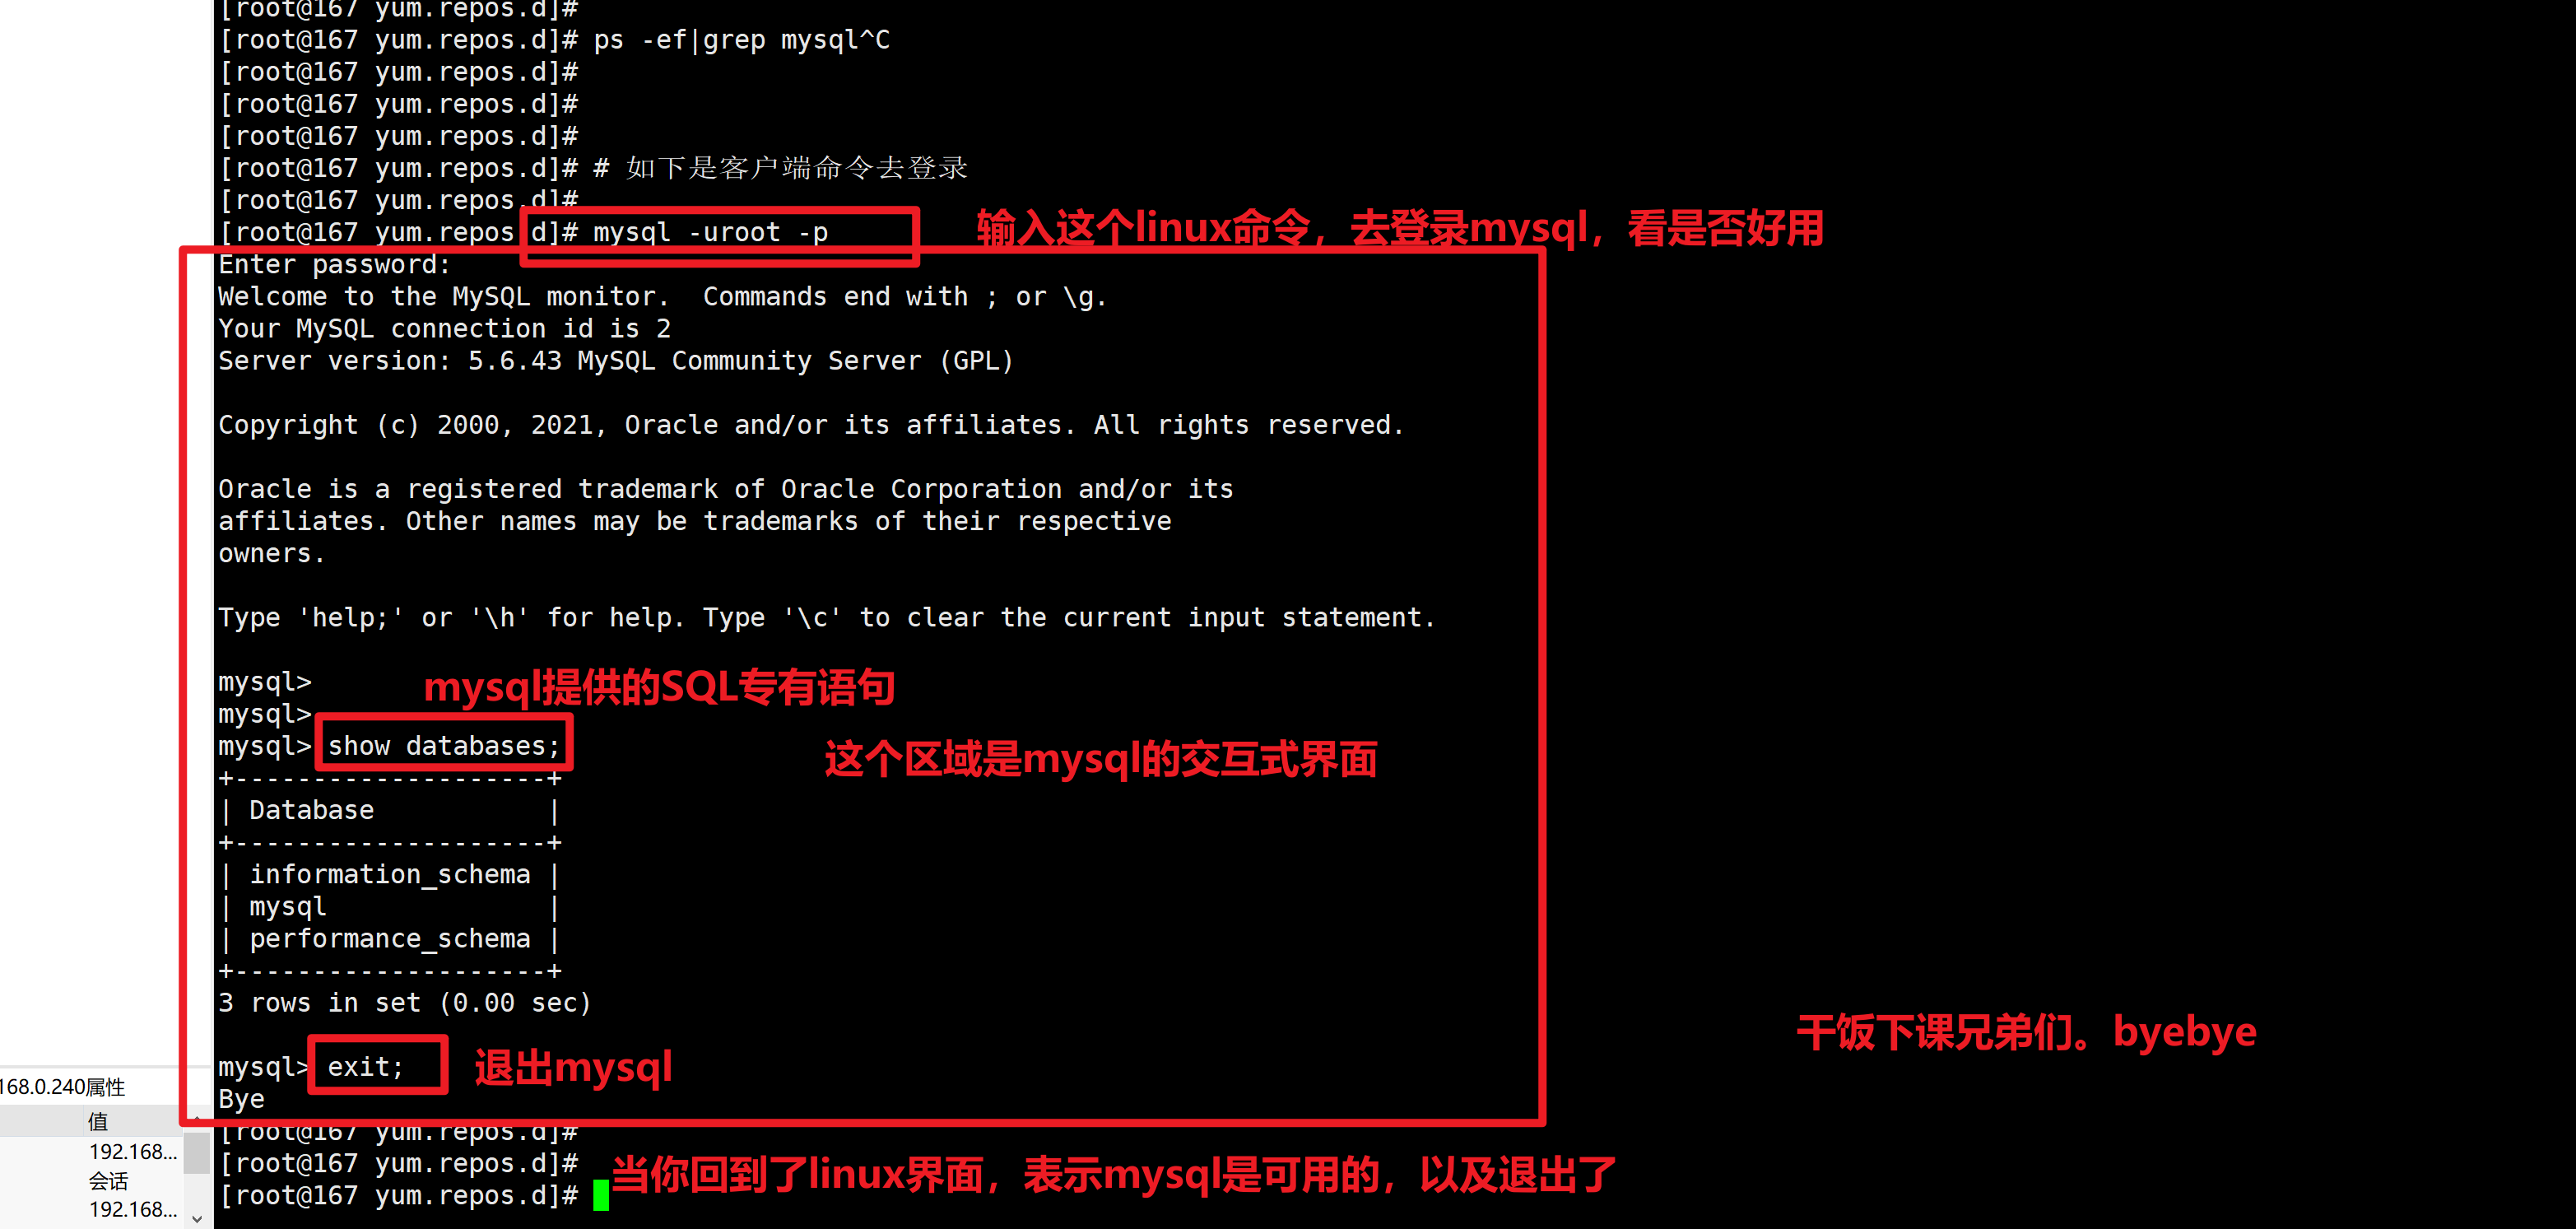 [root@167 yum.repos.d]#
[root@167 yum.repos.d]# ps -ef|grep mysql^C
[root@167 yum.repos.d]#
[root@167 yum.repos.d]#
[root@167 yum.repos.d]#
[root@167 yum.repos.d]# # 如下是客户端命令去登录
[root@167 yum.repos.d]#
[root@167 yum.repos.d]# mysql -uroot -p
输入这个linux命令，去登录mysql，看是否好用
Enter password:
Welcome to the MySQL monitor.  Commands end with ; or \g.
Your MySQL connection id is 2
Server version: 5.6.43 MySQL Community Server (GPL)
Copyright (c) 2000, 2021, Oracle and/or its affiliates. All rights reserved.
Oracle is a registered trademark of Oracle Corporation and/or its
affiliates. Other names may be trademarks of their respective
owners.
Type 'help;' or '\h' for help. Type '\c' to clear the current input statement.
mysql>
mysql提供的SQL专有语句
mysql>
mysql> show databases;
这个区域是mysql的交互式界面
+--------------------+
| Database           |
+--------------------+
| information_schema |
| mysql              |
| performance_schema |
+--------------------+
3 rows in set (0.00 sec)
干饭下课兄弟们。byebye
mysql> exit;
退出mysql
Bye
[root@167 yum.repos.d]#
[root@167 yum.repos.d]#
[root@167 yum.repos.d]#
当你回到了linux界面，表示mysql是可用的，以及退出了
168.0.240属性
值
192.168...
会话
192.168...